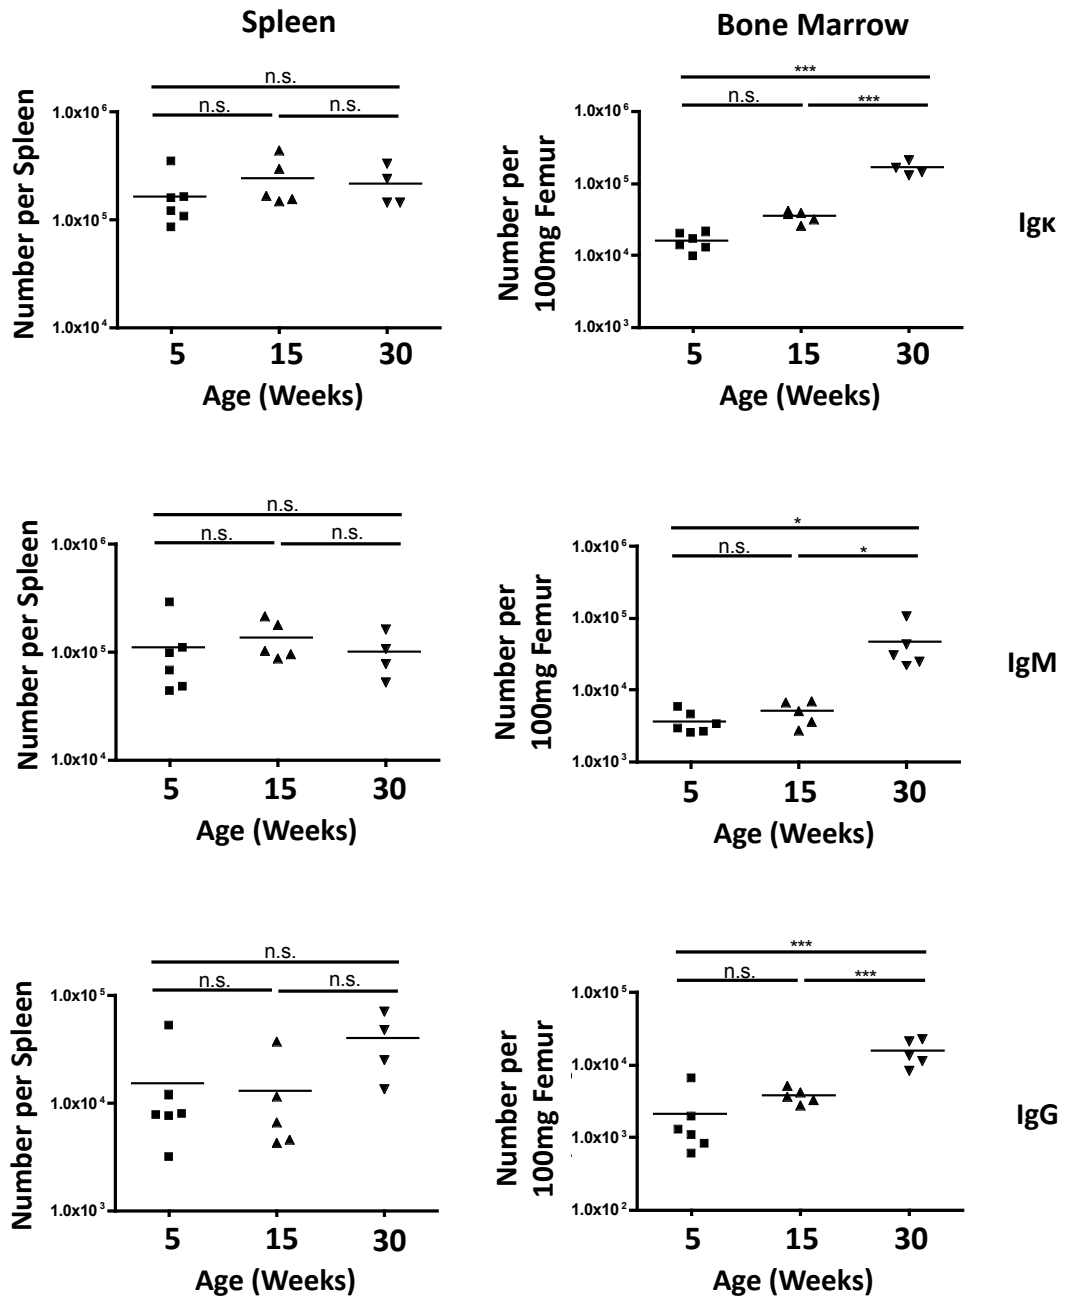 Spleen
Bone Marrow
n.s.
n.s.
n.s.
Number per Spleen
1.0x10⁶
1.0x10⁵
1.0x10⁴
5
15
30
Age (Weeks)
***
n.s.
***
Number per
100mg Femur
1.0x10⁶
1.0x10⁵
1.0x10⁴
1.0x10³
5
15
30
Age (Weeks)
Igκ
n.s.
n.s.
n.s.
Number per Spleen
1.0x10⁶
1.0x10⁵
1.0x10⁴
5
15
30
Age (Weeks)
*
n.s.
*
Number per
100mg Femur
1.0x10⁶
1.0x10⁵
1.0x10⁴
1.0x10³
5
15
30
Age (Weeks)
IgM
n.s.
n.s.
n.s.
Number per Spleen
1.0x10⁵
1.0x10⁴
1.0x10³
5
15
30
Age (Weeks)
***
n.s.
***
Number per
100mg Femur
1.0x10⁵
1.0x10⁴
1.0x10³
1.0x10²
5
15
30
Age (Weeks)
IgG